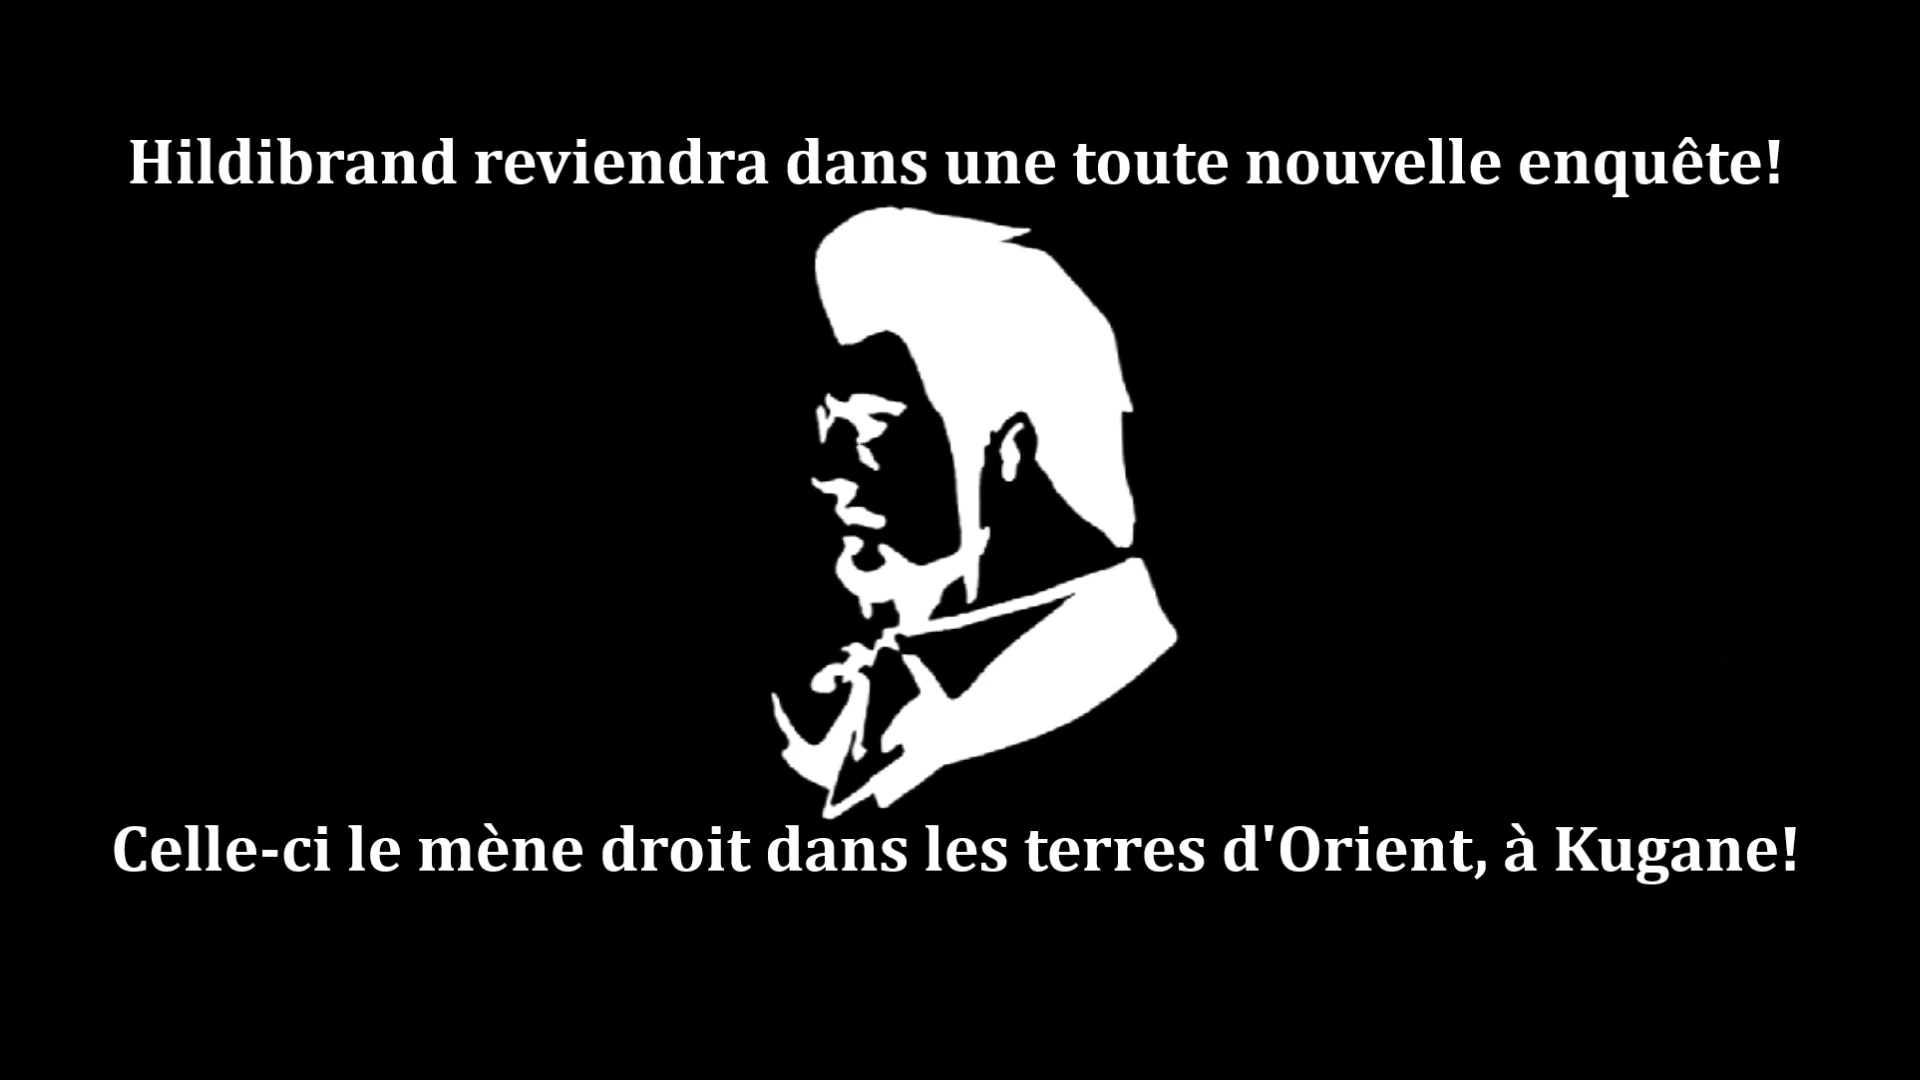 Hildibrand reviendra dans une toute nouvelle enquête!
Celle-ci le mène droit dans les terres d'Orient, à Kugane!